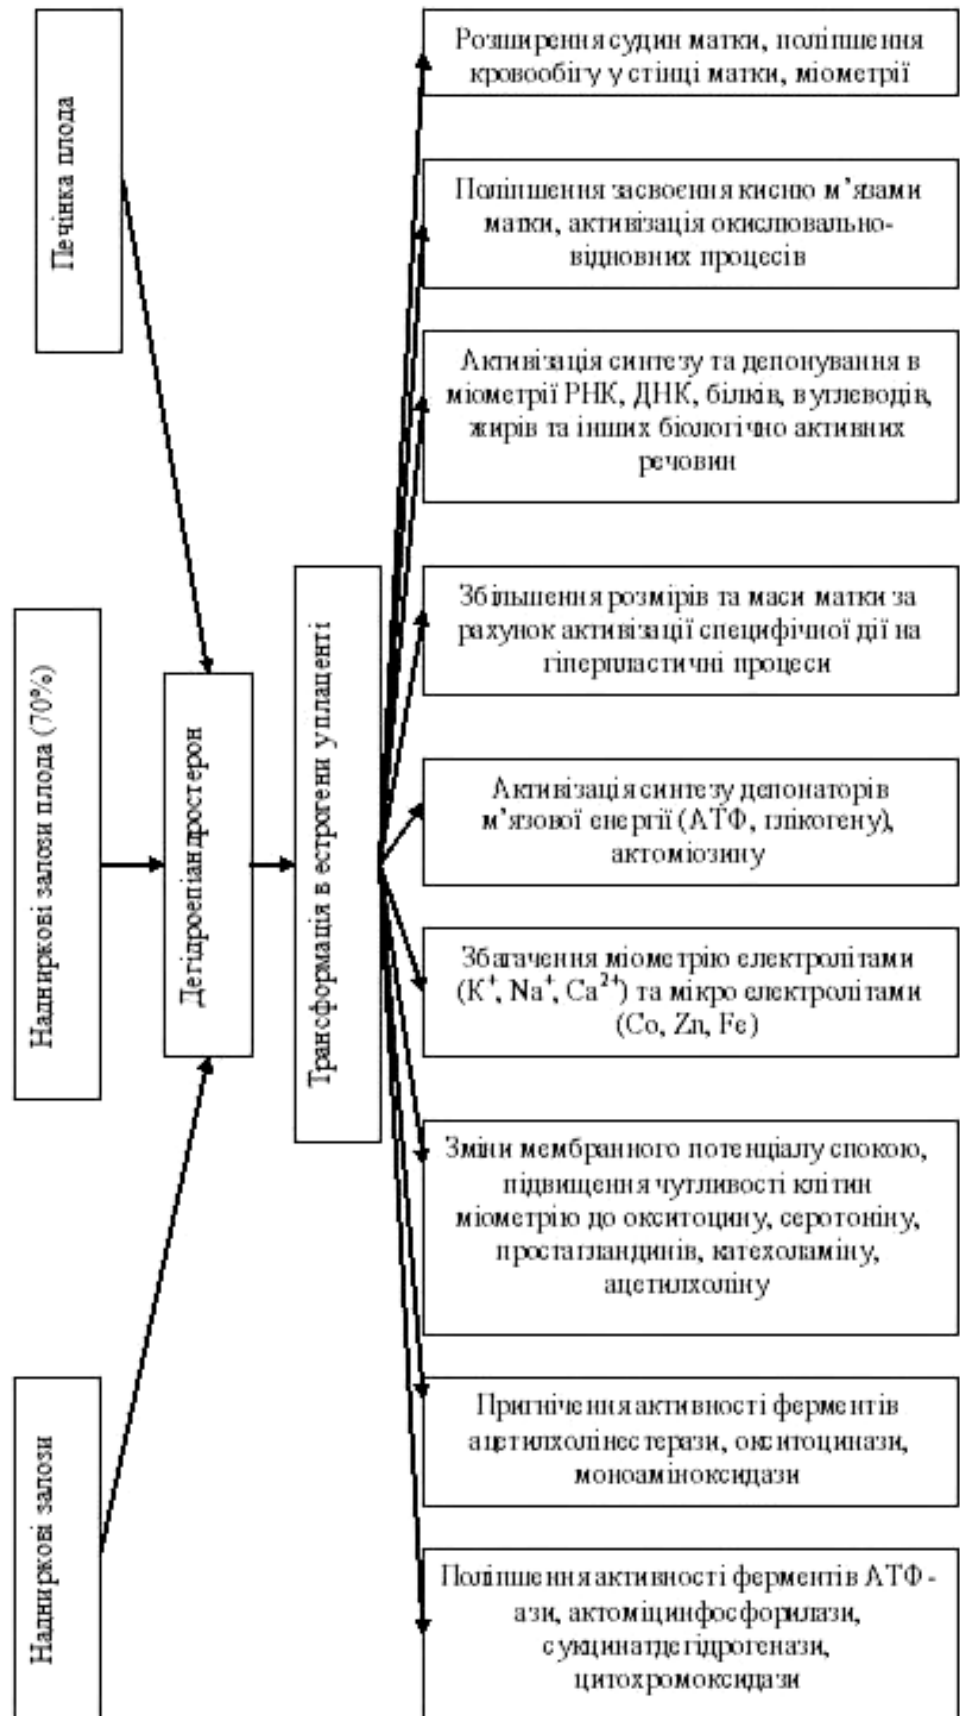 Печінка плода
Надниркові залози плода (70%)
Надниркові залози
Дегідроепіандростерон
Трансформація в естрогени у плаценті
Розширення судин матки, поліпшення
кровообігу у стінці матки, міометрії
Поліпшення засвоєння кисню м’язами
матки, активізація окислювально-
відновних процесів
Активізація синтезу та депонування в
міометрії РНК, ДНК, білків, вуглеводів,
жирів та інших біологічно активних
речовин
Збільшення розмірів та маси матки за
рахунок активізації специфічної дії на
гіперпластичні процеси
Активізація синтезу депонаторів
м’язової енергії (АТФ, глікогену),
актоміозину
Збагачення міометрію електролітами
(K⁺, Na⁺, Ca²⁺) та мікро електролітами
(Co, Zn, Fe)
Зміни мембранного потенціалу спокою,
підвищення чутливості клітин
міометрію до окситоцину, серотоніну,
простагландинів, катехоламіну,
ацетилхоліну
Пригнічення активності ферментів
ацетилхолінестерази, окситоцинази,
моноаміноксидази
Поліпшення активності ферментів АТФ-
ази, актоміцинфосфорилази,
сукцинатдегідрогенази,
цитохромоксидази